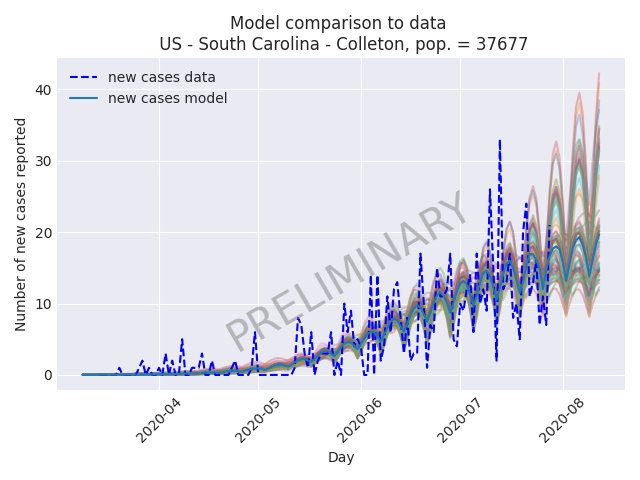 Model comparison to data
US - South Carolina - Colleton, pop. = 37677
new cases data
new cases model
PRELIMINARY
Number of new cases reported
40
30
20
10
0
2020-04
2020-05
2020-06
2020-07
2020-08
Day